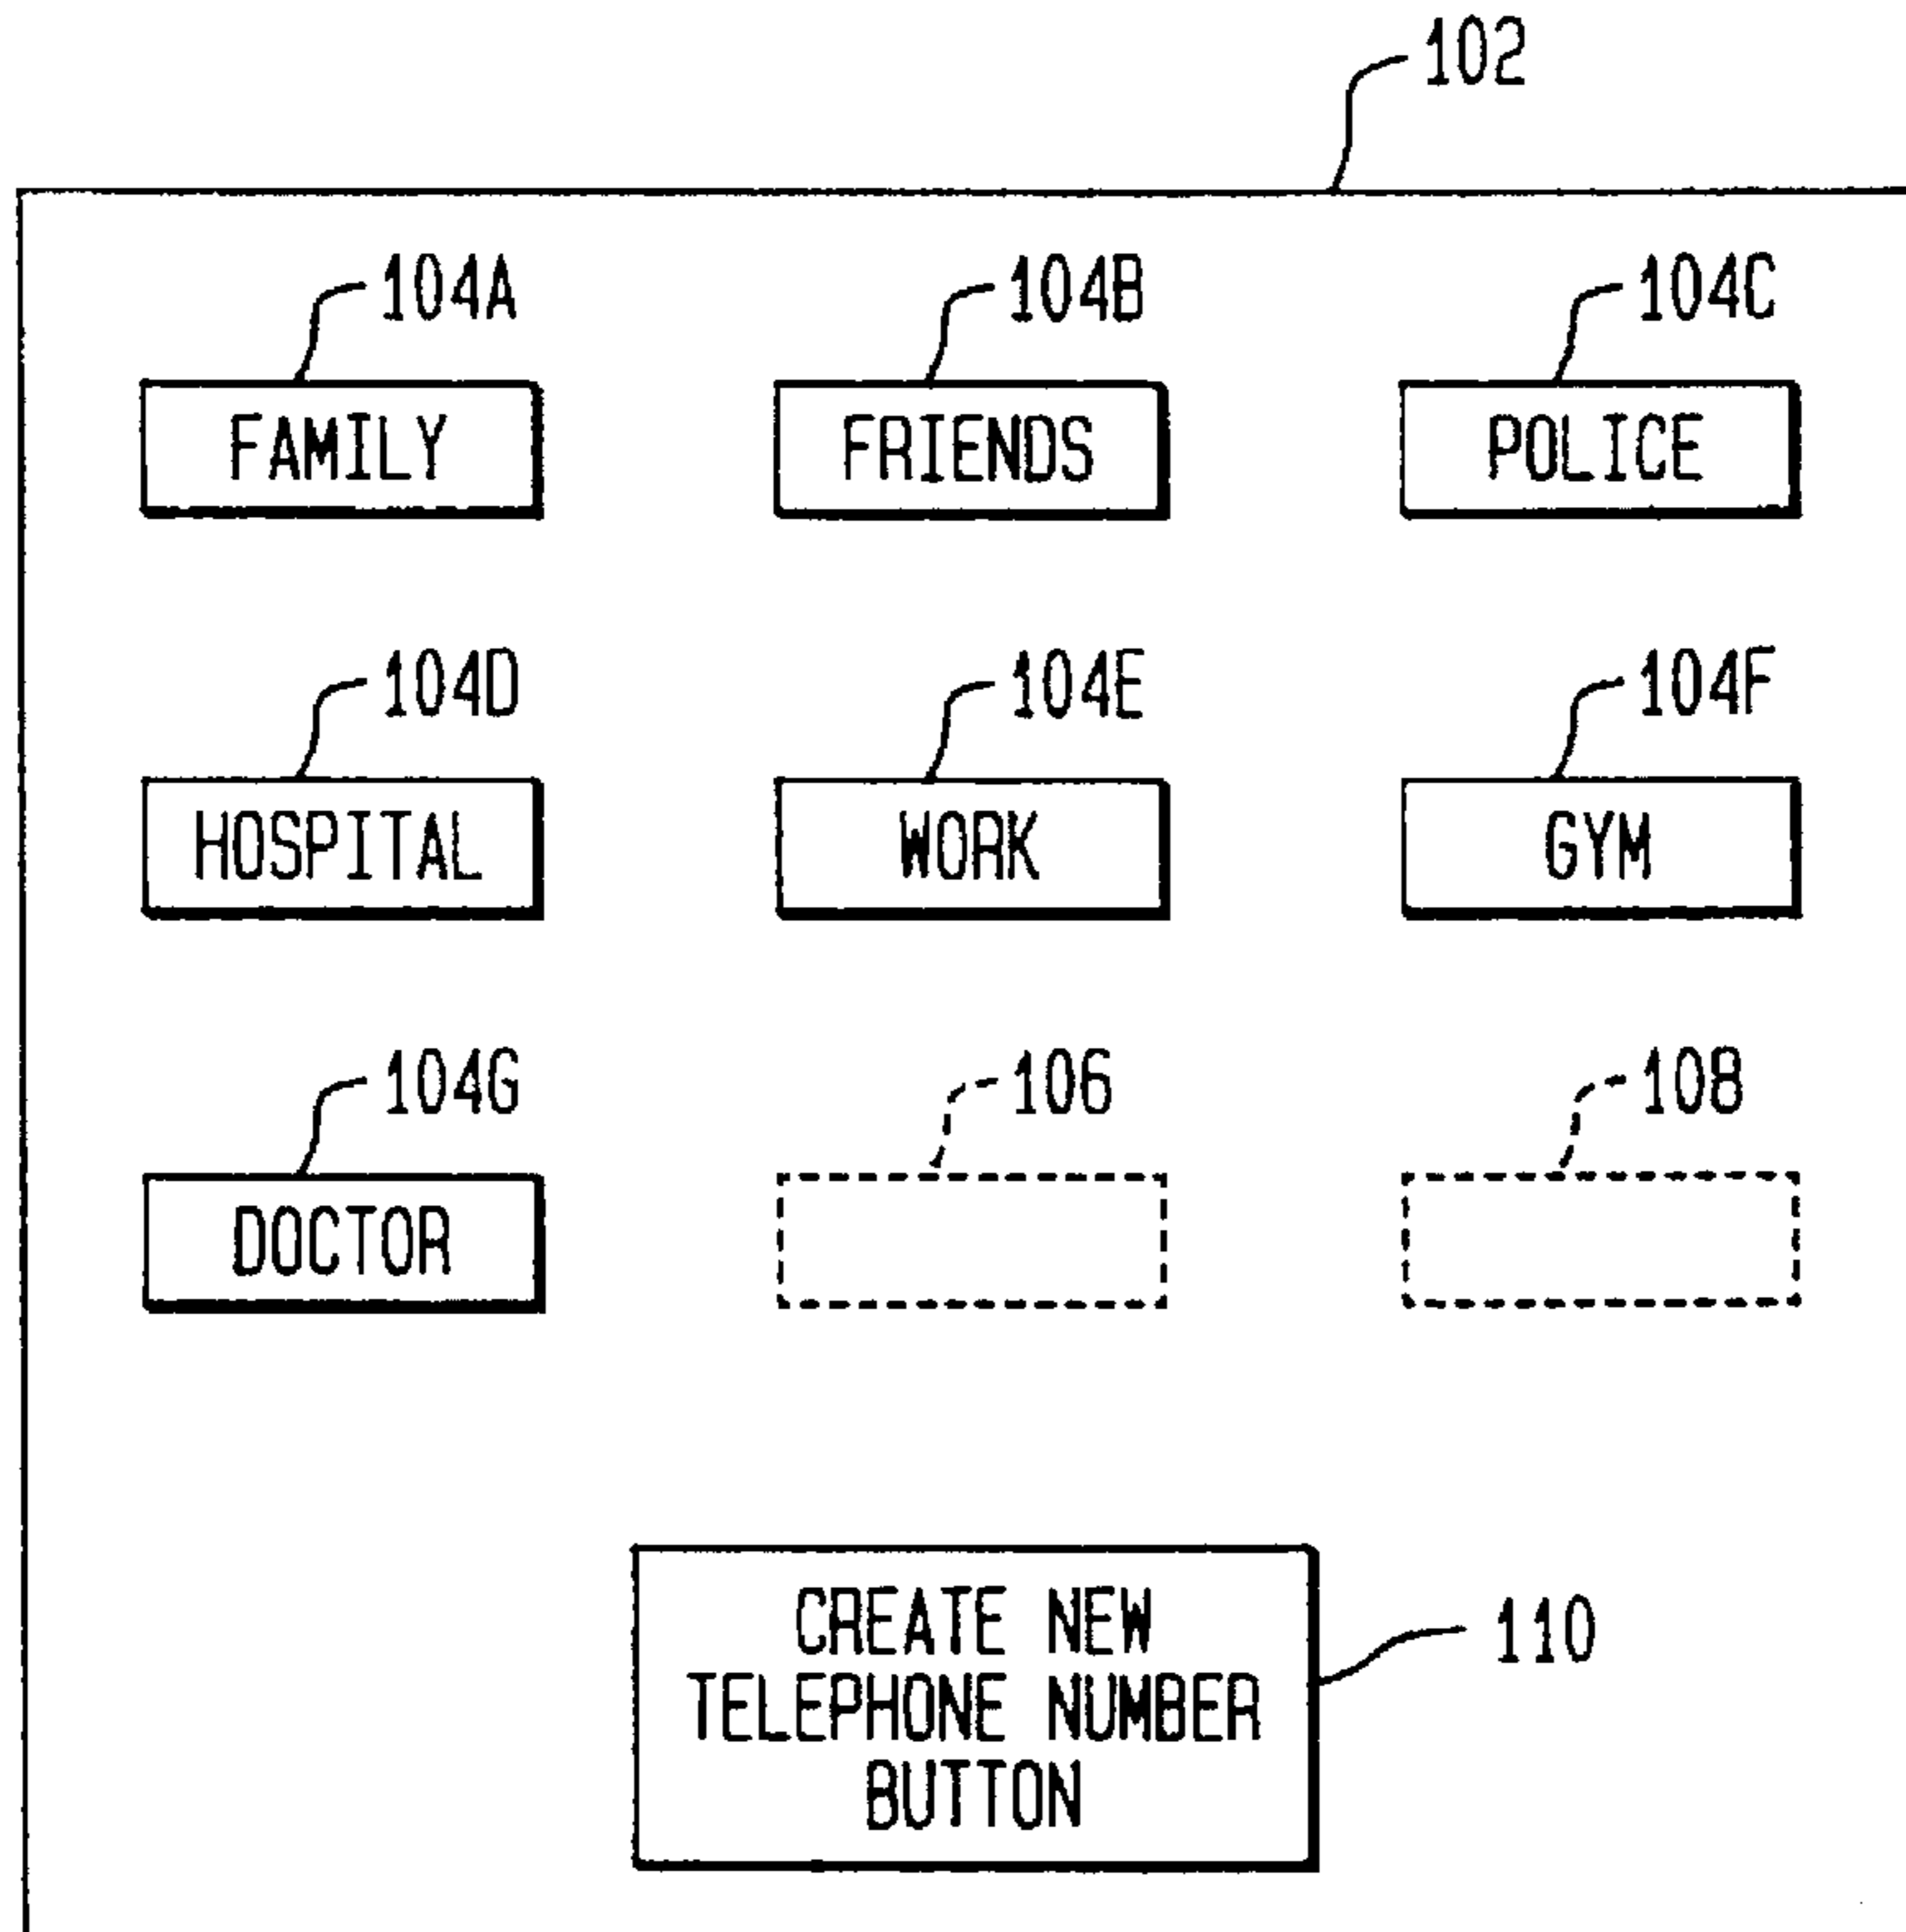 102
104A
104B
104C
FAMILY
FRIENDS
POLICE
104D
104E
104F
HOSPITAL
WORK
GYM
104G
106
108
DOCTOR
CREATE NEW
TELEPHONE NUMBER
BUTTON
110